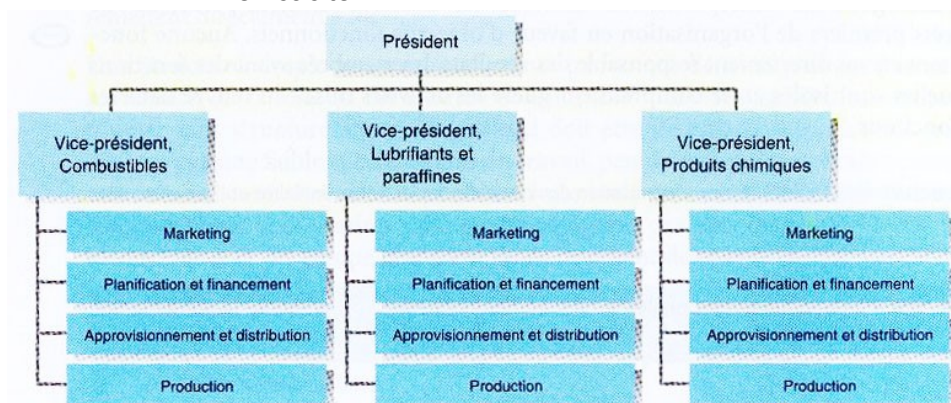 Président
Vice-président,
Combustibles
Vice-président,
Lubrifiants et
paraffines
Vice-président,
Produits chimiques
Marketing
Planification et financement
Approvisionnement et distribution
Production
Marketing
Planification et financement
Approvisionnement et distribution
Production
Marketing
Planification et financement
Approvisionnement et distribution
Production